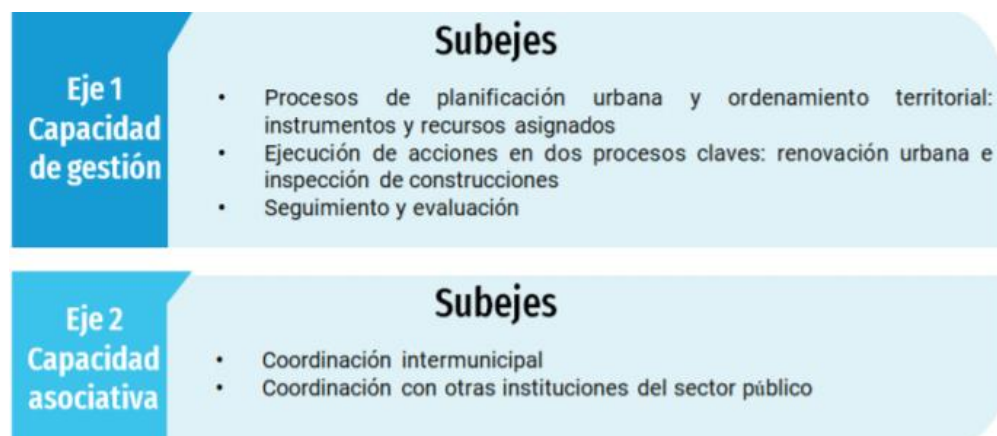 Eje 1
Capacidad
de gestión
Subejes
• Procesos de planificación urbana y ordenamiento territorial:
instrumentos y recursos asignados
• Ejecución de acciones en dos procesos claves: renovación urbana e
inspección de construcciones
• Seguimiento y evaluación
Eje 2
Capacidad
asociativa
Subejes
• Coordinación intermunicipal
• Coordinación con otras instituciones del sector público